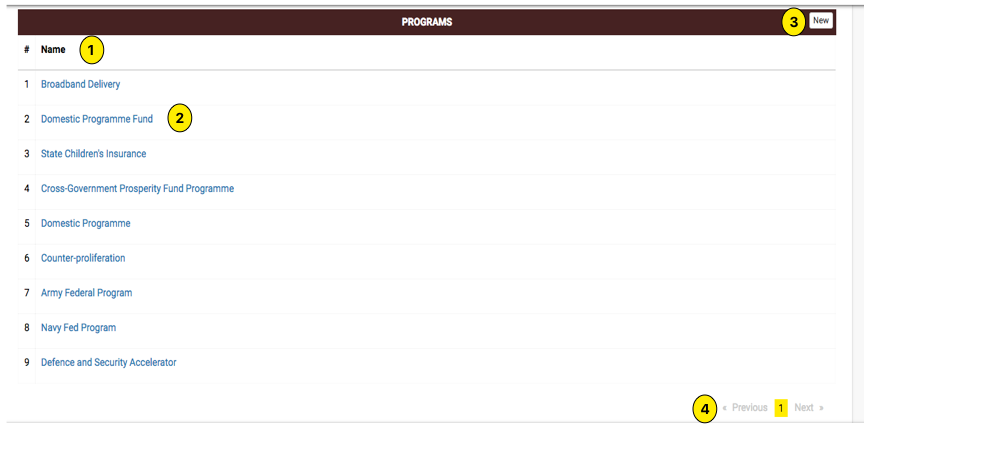 PROGRAMS 3 New
# Name 1
1 Broadband Delivery
2 Domestic Programme Fund 2
3 State Children's Insurance
4 Cross-Government Prosperity Fund Programme
5 Domestic Programme
6 Counter-proliferation
7 Army Federal Program
8 Navy Fed Program
9 Defence and Security Accelerator
4 « Previous 1 Next »